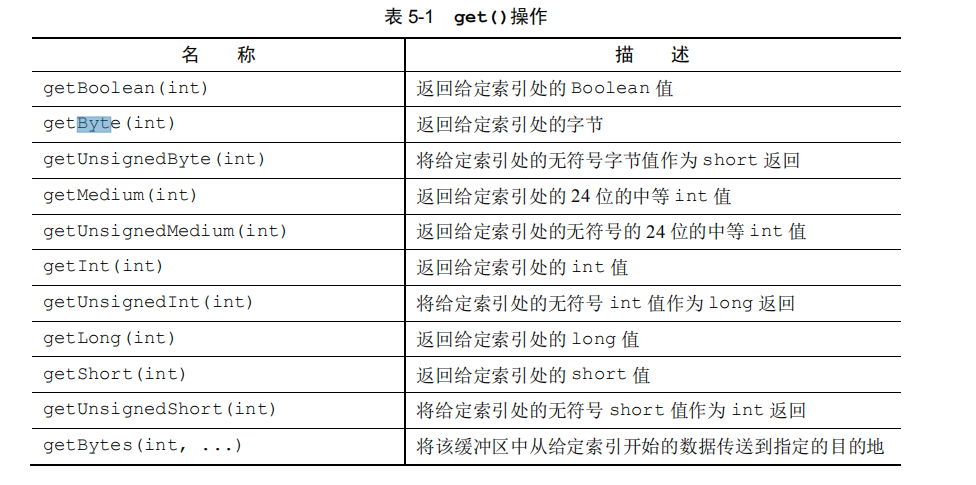 表 5-1 get()操作
名 称 描 述
getBoolean(int) 返回给定索引处的 Boolean 值
getByte(int) 返回给定索引处的字节
getUnsignedByte(int) 将给定索引处的无符号字节值作为 short 返回
getMedium(int) 返回给定索引处的 24 位的中等 int 值
getUnsignedMedium(int) 返回给定索引处的无符号的 24 位的中等 int 值
getInt(int) 返回给定索引处的 int 值
getUnsignedInt(int) 将给定索引处的无符号 int 值作为 long 返回
getLong(int) 返回给定索引处的 long 值
getShort(int) 返回给定索引处的 short 值
getUnsignedShort(int) 将给定索引处的无符号 short 值作为 int 返回
getBytes(int, ...) 将该缓冲区中从给定索引开始的数据传送到指定的目的地